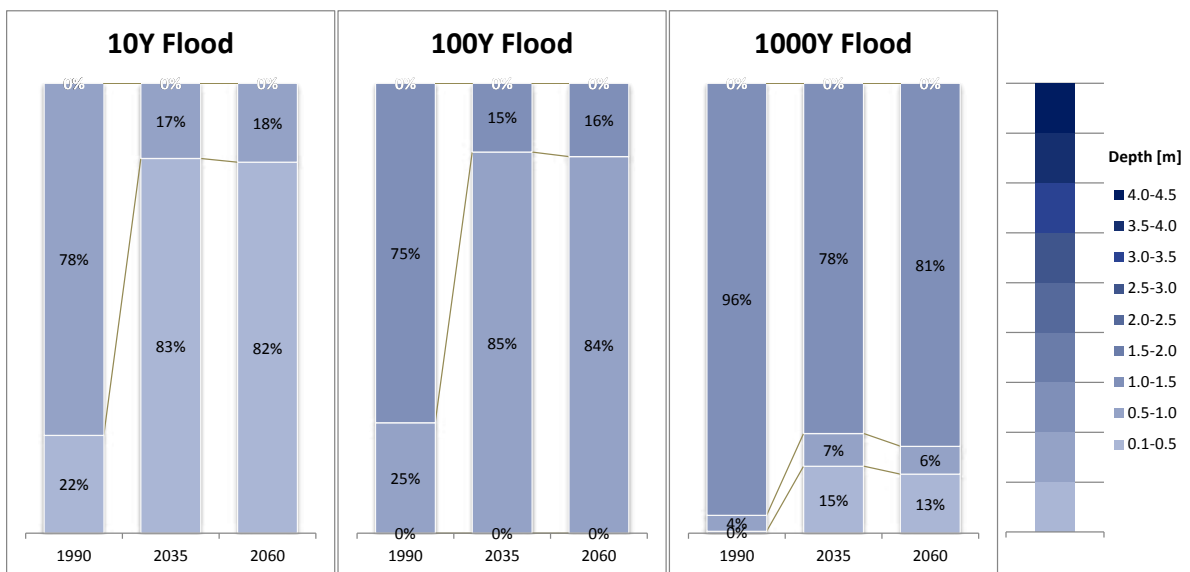 10Y Flood
0% 0% 0%
17% 18%
78%
83% 82%
22%
1990 2035 2060
100Y Flood
0% 0% 0%
15% 16%
75%
85% 84%
25%
0% 0% 0%
1990 2035 2060
1000Y Flood
0% 0% 0%
78% 81%
96%
7% 6%
4%
15% 13%
0%
1990 2035 2060
Depth [m]
4.0-4.5
3.5-4.0
3.0-3.5
2.5-3.0
2.0-2.5
1.5-2.0
1.0-1.5
0.5-1.0
0.1-0.5